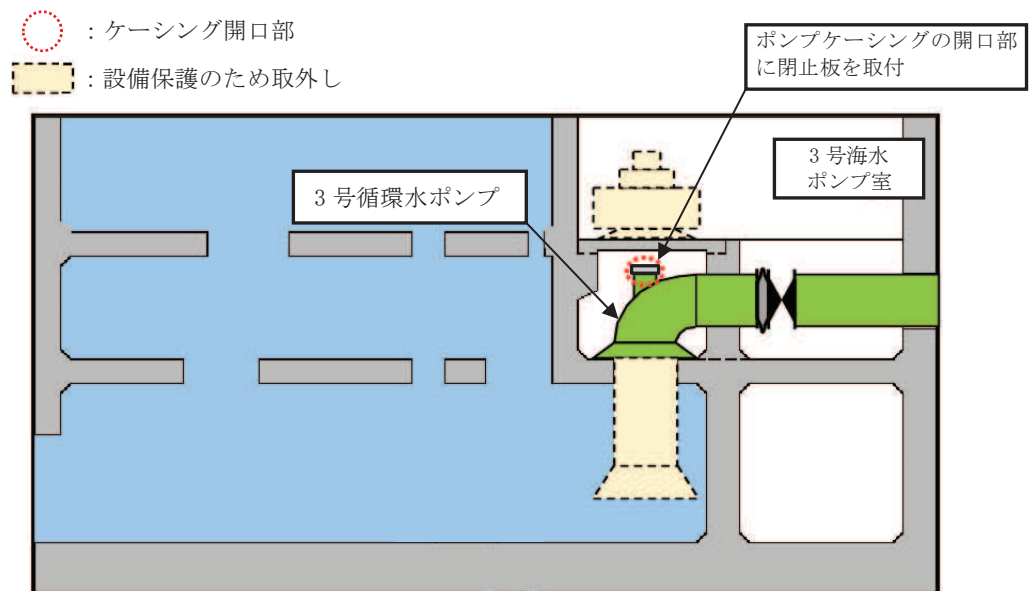 ：ケーシング開口部
：設備保護のため取外し
ポンプケーシングの開口部
に閉止板を取付
3 号海水
ポンプ室
3 号循環水ポンプ